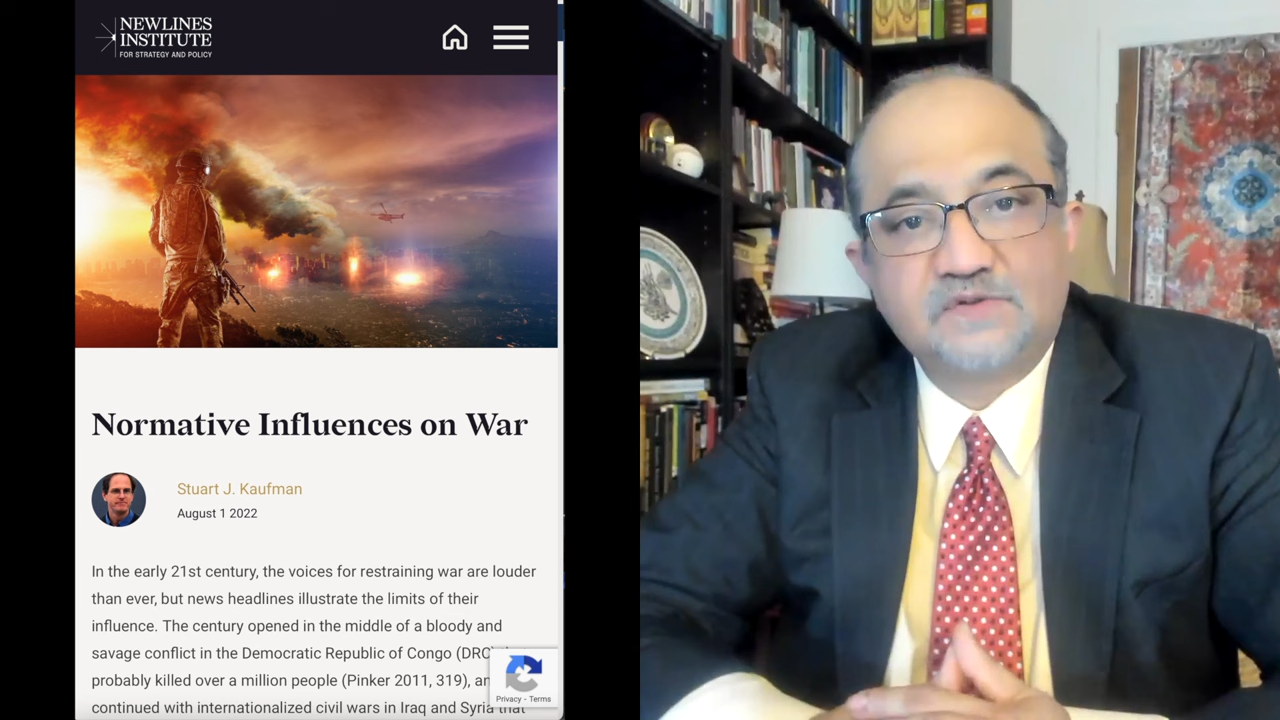 NEWLINES
INSTITUTE
FOR STRATEGY AND POLICY
Normative Influences on War
Stuart J. Kaufman
August 1 2022
In the early 21st century, the voices for restraining war are louder
than ever, but news headlines illustrate the limits of their
influence. The century opened in the middle of a bloody and
savage conflict in the Democratic Republic of Congo (DRC)
probably killed over a million people (Pinker 2011, 319),
continued with internationalized civil wars in Iraq and Syria that
Privacy - Terms